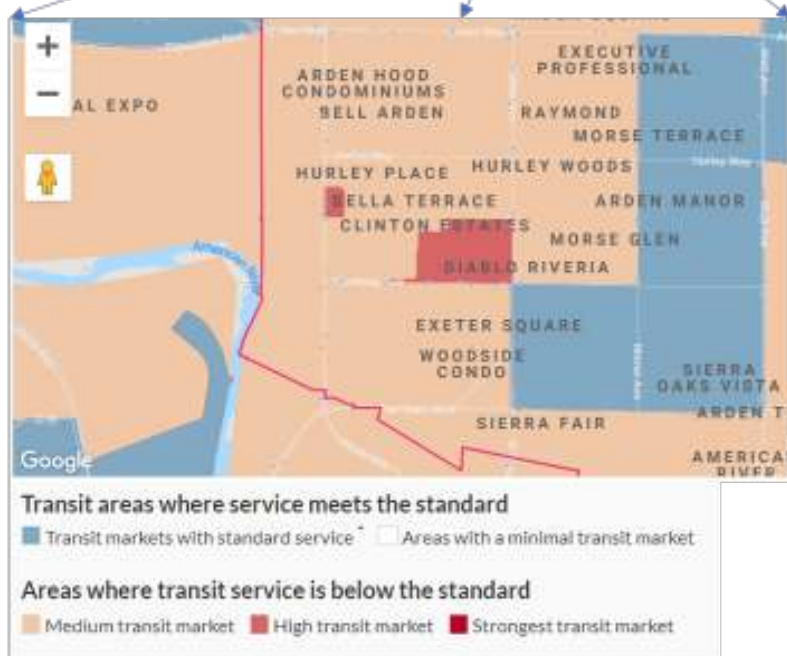 +
EXECUTIVE
PROFESSIONAL
−
ARDEN HOOD
CONDOMINIUMS
AL EXPO
BELL ARDEN
RAYMOND
MORSE TERRACE
HURLEY PLACE
HURLEY WOODS
BELLA TERRACE
ARDEN MANOR
CLINTON ESTATES
MORSE GLEN
American River
DIABLO RIVERIA
EXETER SQUARE
WOODSIDE
CONDO
SIERRA
OAKS VISTA
ARDEN T
SIERRA FAIR
AMERICA
RIVER
Google
Transit areas where service meets the standard
Transit markets with standard service
Areas with a minimal transit market
Areas where transit service is below the standard
Medium transit market
High transit market
Strongest transit market